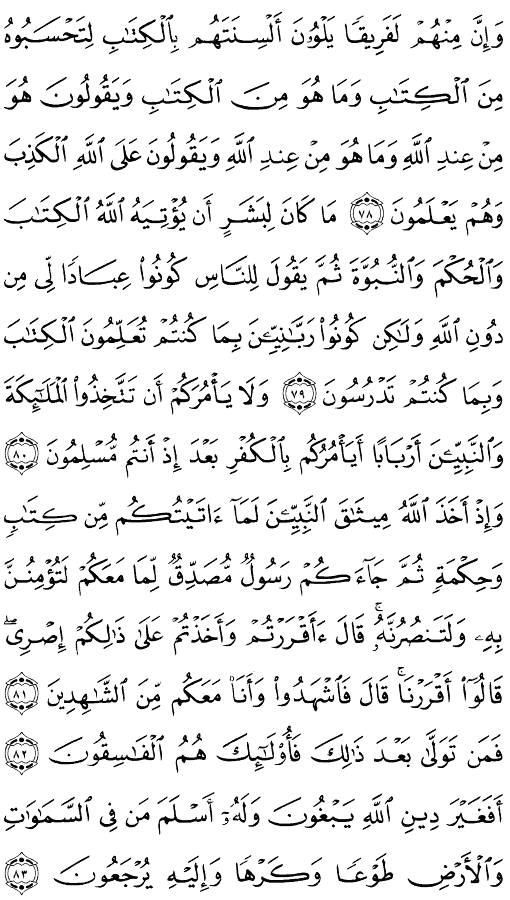 وَإِنَّ مِنْهُمْ لَفَرِيقًا يَلْوُۥنَ أَلْسِنَتَهُم بِٱلْكِتَٰبِ لِتَحْسَبُوهُ
مِنَ ٱلْكِتَٰبِ وَمَا هُوَ مِنَ ٱلْكِتَٰبِ وَيَقُولُونَ هُوَ
مِنْ عِندِ ٱللَّهِ وَمَا هُوَ مِنْ عِندِ ٱللَّهِ وَيَقُولُونَ عَلَى ٱللَّهِ ٱلْكَذِبَ
وَهُمْ يَعْلَمُونَ ٧٨ مَا كَانَ لِبَشَرٍ أَن يُؤْتِيَهُ ٱللَّهُ ٱلْكِتَٰبَ
وَٱلْحُكْمَ وَٱلنُّبُوَّةَ ثُمَّ يَقُولَ لِلنَّاسِ كُونُوا۟ عِبَادًا لِّى مِن
دُونِ ٱللَّهِ وَلَٰكِن كُونُوا۟ رَبَّٰنِيِّۦنَ بِمَا كُنتُمْ تُعَلِّمُونَ ٱلْكِتَٰبَ
وَبِمَا كُنتُمْ تَدْرُسُونَ ٧٩ وَلَا يَأْمُرَكُمْ أَن تَتَّخِذُوا۟ ٱلْمَلَٰٓئِكَةَ
وَٱلنَّبِيِّۦنَ أَرْبَابًا أَيَأْمُرُكُم بِٱلْكُفْرِ بَعْدَ إِذْ أَنتُم مُّسْلِمُونَ ٨٠
وَإِذْ أَخَذَ ٱللَّهُ مِيثَٰقَ ٱلنَّبِيِّۦنَ لَمَآ ءَاتَيْتُكُم مِّن كِتَٰبٍ
وَحِكْمَةٍ ثُمَّ جَآءَكُمْ رَسُولٌ مُّصَدِّقٌ لِّمَا مَعَكُمْ لَتُؤْمِنُنَّ
بِهِۦ وَلَتَنصُرُنَّهُۥ ۚ قَالَ ءَأَقْرَرْتُمْ وَأَخَذْتُمْ عَلَىٰ ذَٰلِكُمْ إِصْرِى ۖ
قَالُوٓا۟ أَقْرَرْنَا ۚ قَالَ فَٱشْهَدُوا۟ وَأَنَا۠ مَعَكُم مِّنَ ٱلشَّٰهِدِينَ ٨١
فَمَن تَوَلَّىٰ بَعْدَ ذَٰلِكَ فَأُو۟لَٰٓئِكَ هُمُ ٱلْفَٰسِقُونَ ٨٢
أَفَغَيْرَ دِينِ ٱللَّهِ يَبْغُونَ وَلَهُۥٓ أَسْلَمَ مَن فِى ٱلسَّمَٰوَٰتِ
وَٱلْأَرْضِ طَوْعًا وَكَرْهًا وَإِلَيْهِ يُرْجَعُونَ ٨٣